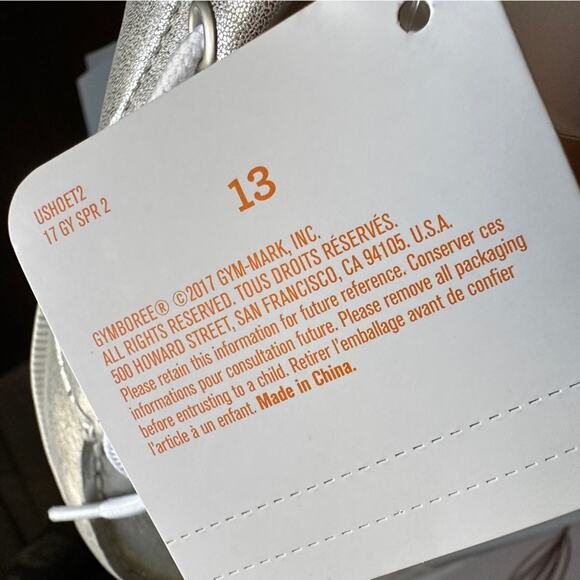 USHOET2
17 GY SPR 2
13
GYMBOREE® ©2017 GYM-MARK, INC.
ALL RIGHTS RESERVED. TOUS DROITS RÉSERVÉS.
500 HOWARD STREET, SAN FRANCISCO, CA 94105. U.S.A.
Please retain this information for future reference. Conserver ces
informations pour consultation future. Please remove all packaging
before entrusting to a child. Retirer l'emballage avant de confier
l'article à un enfant. Made in China.